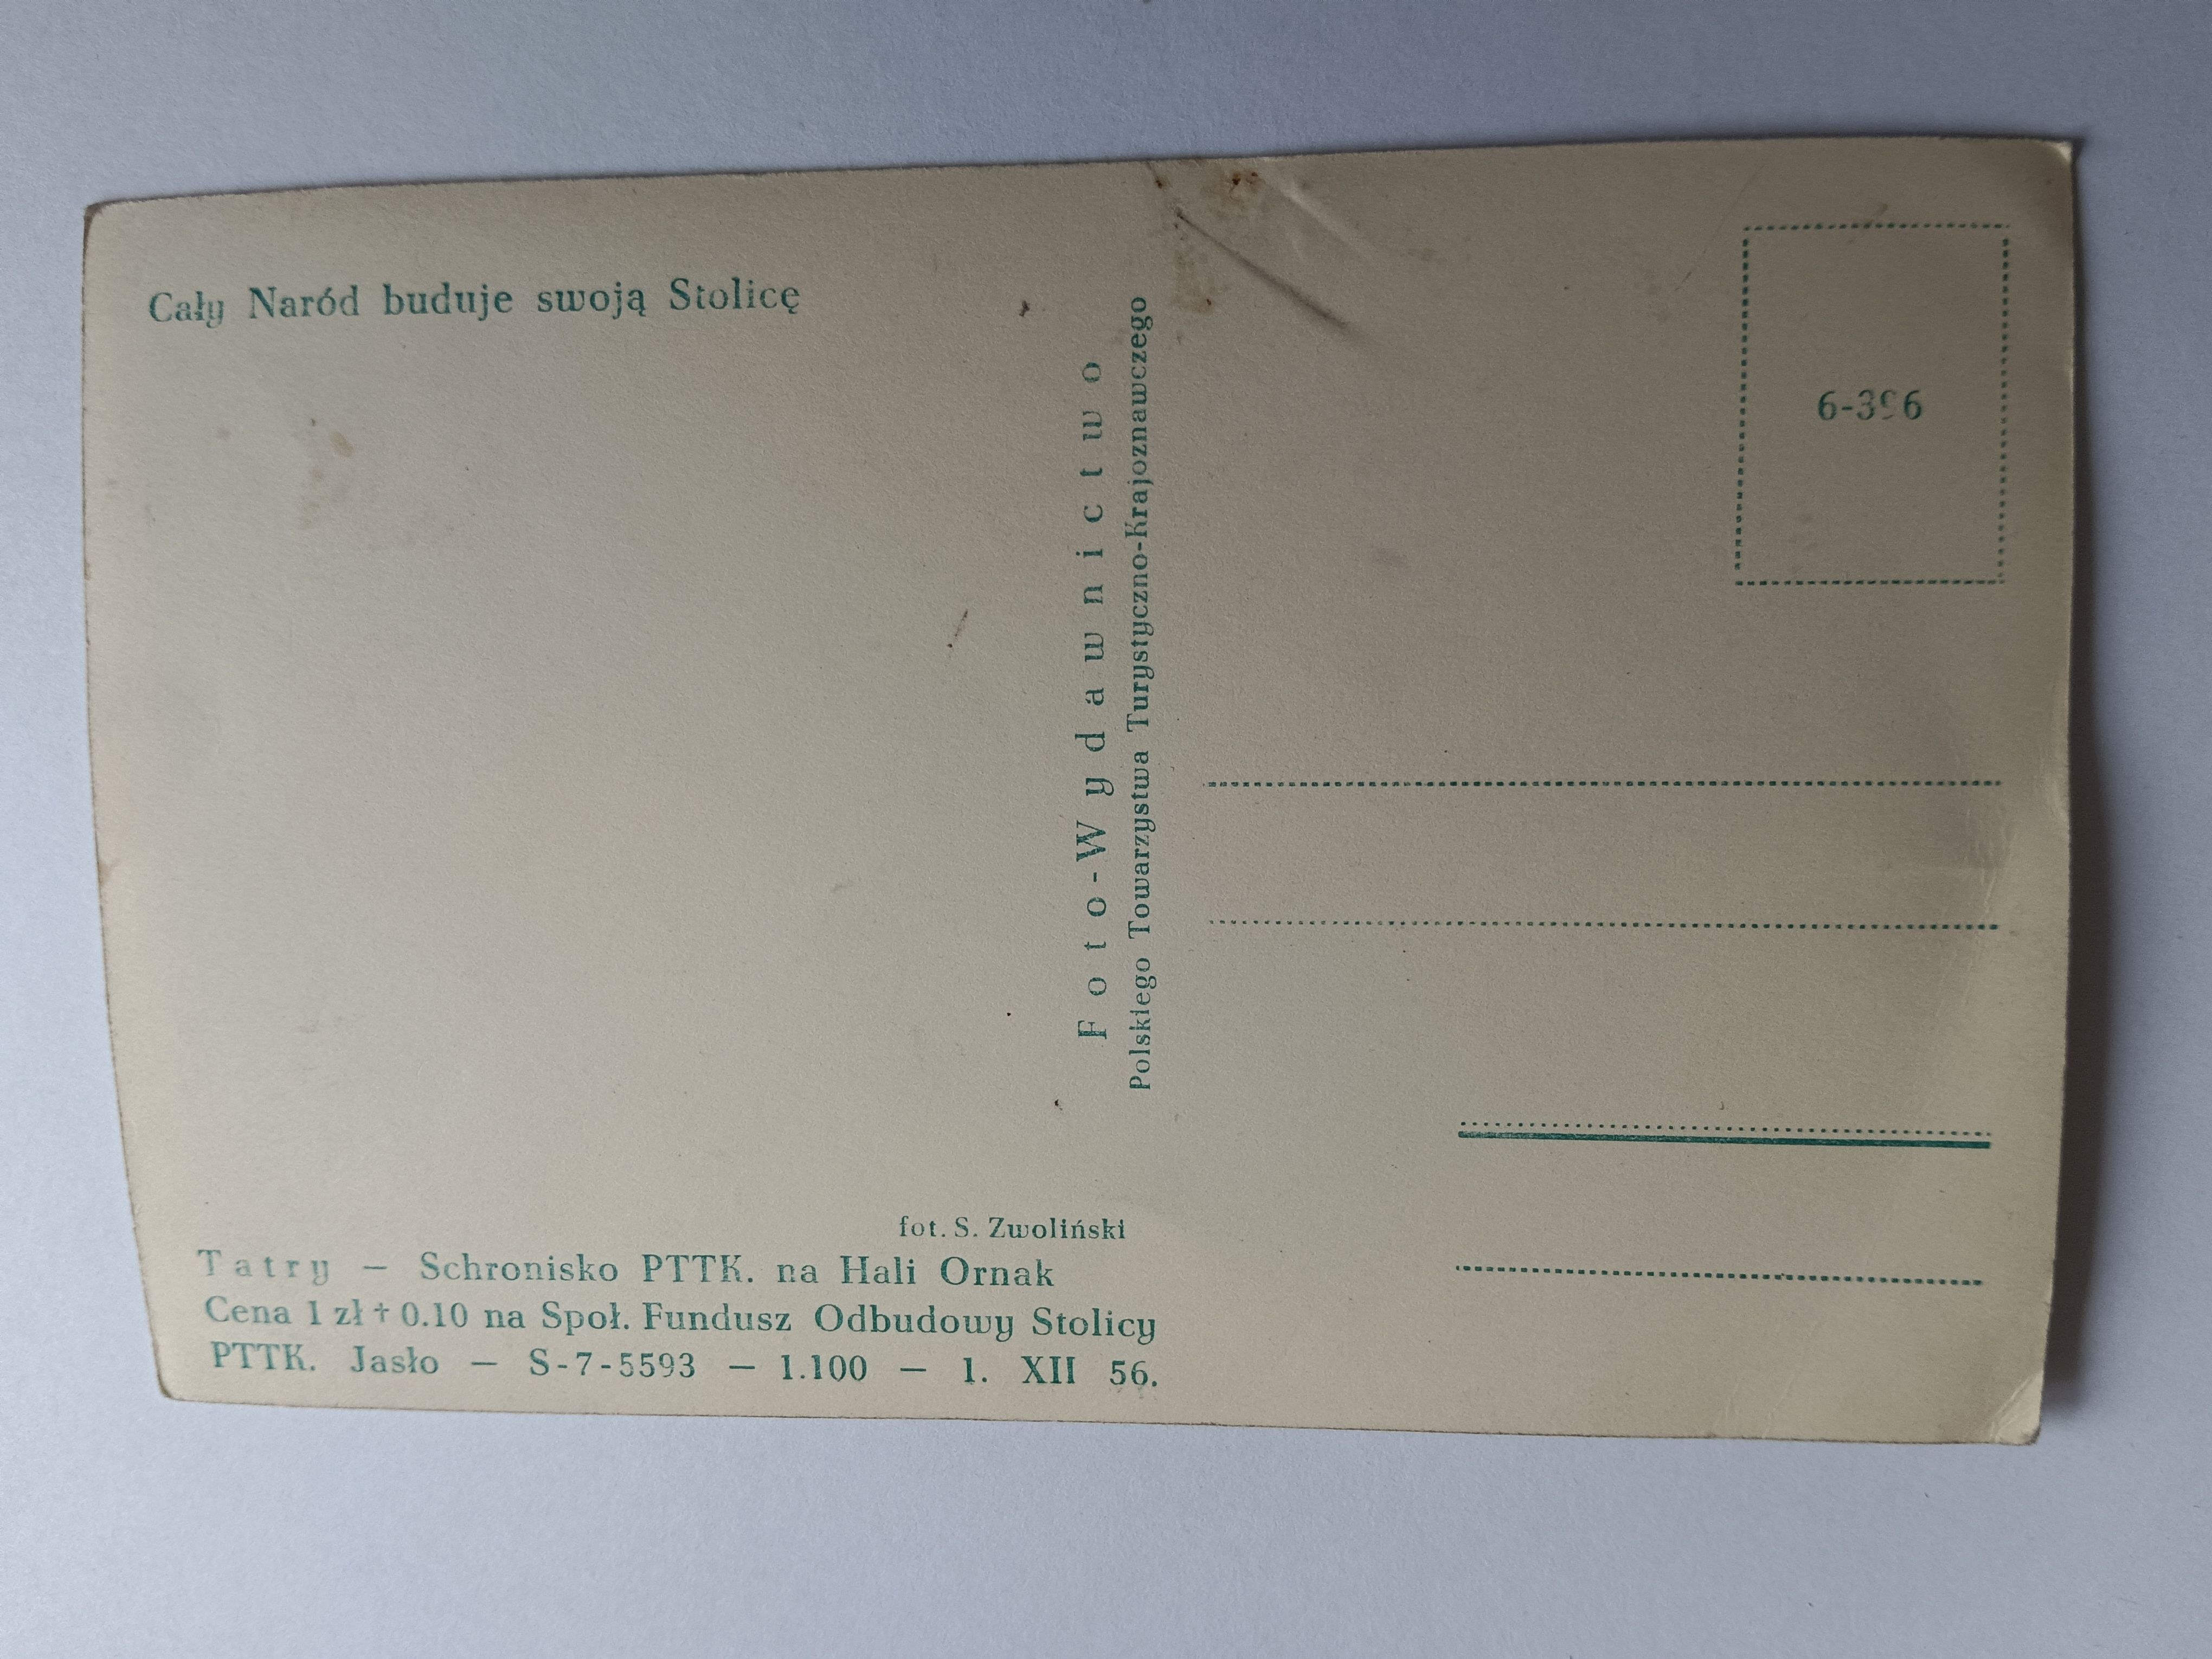 Cały Naród buduje swoją Stolicę
Foto-Wydawnictwo
Polskiego Towarzystwa Turystyczno-Krajoznawczego
6-396
fot. S. Zwoliński
Tatry — Schronisko PTTK. na Hali Ornak
Cena 1 zł † 0.10 na Społ. Fundusz Odbudowy Stolicy
PTTK. Jasło — S-7-5593 — 1.100 — 1. XII 56.